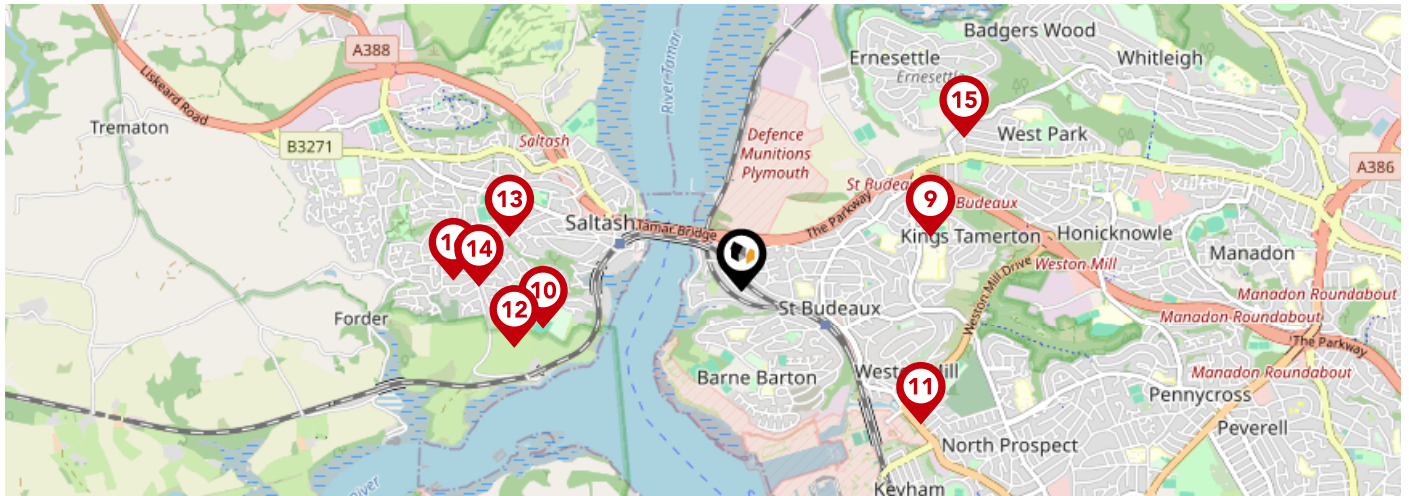 Badgers Wood
Ernesettle
Whitleigh
A388
Ernesettle
River Tamar
Liskeard Road
15
Trematon
West Park
Defence
Munitions
Plymouth
B3271
Saltash
A386
St Budeau
13
9
Budeaux
The Parkway
Saltash
Tamar Bridge
Kings Tamerton
Honicknowle
14
Manadon
Weston Mill
Weston Mill Drive
10
Manadon Roundabout
12
St Budeaux
Forder
Manadon Roundabout
The Parkway
Barne Barton
11
Manadon Roundabout
Pennycross
Peverell
North Prospect
River
Keyham